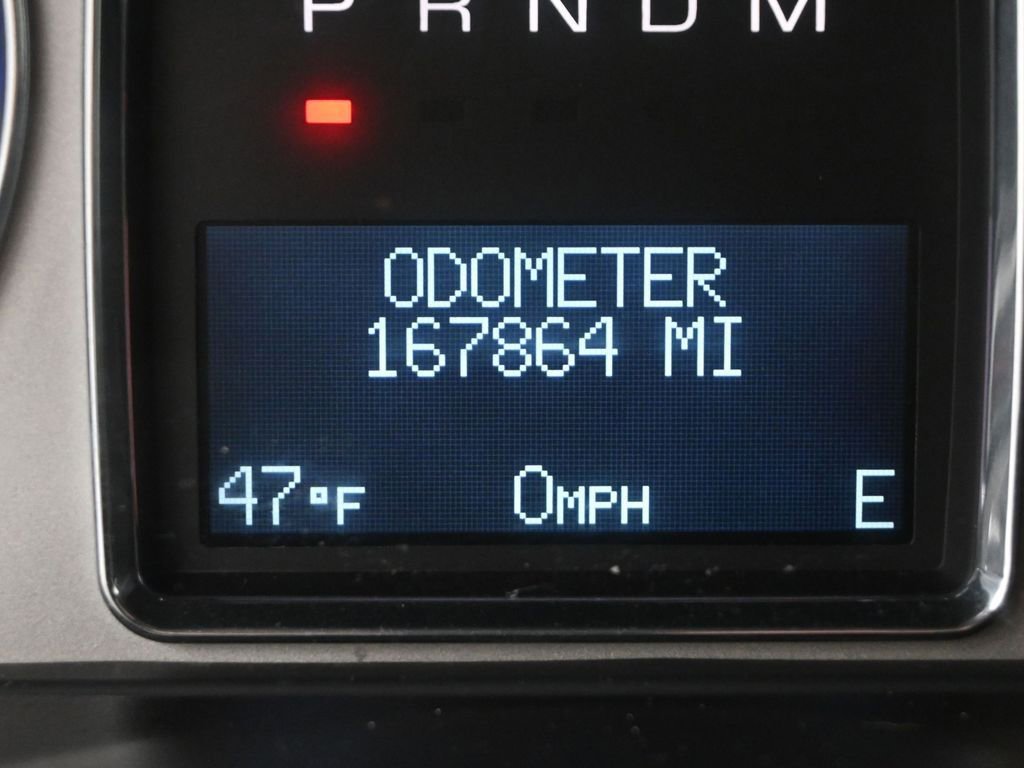 P R N D M
ODOMETER
167864 MI
47°F 0MPH E